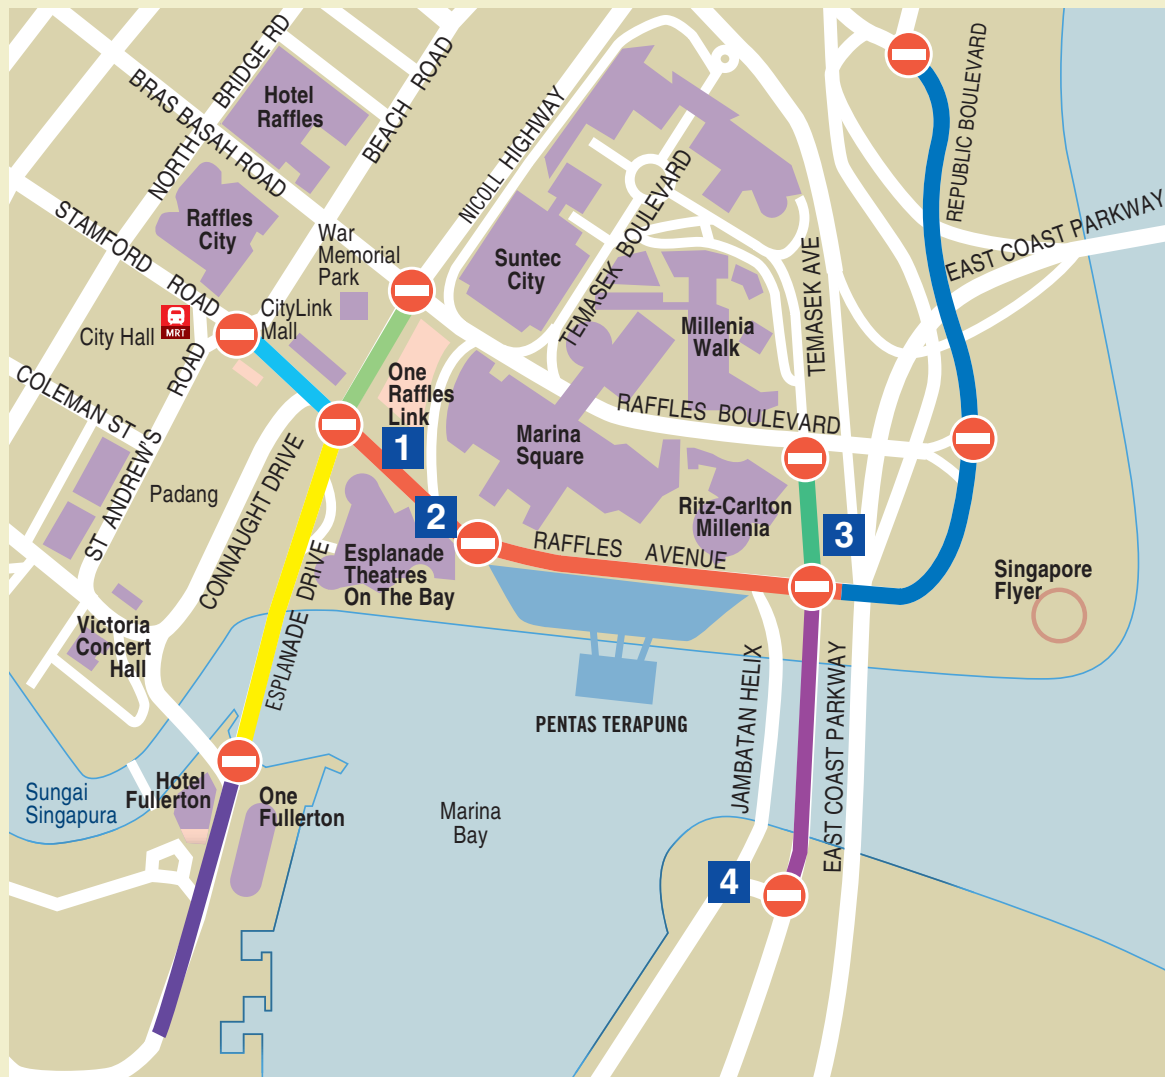 NORTH BRIDGE RD
BRAS BASAH ROAD
BEACH ROAD
Hotel
Raffles
NICOLL HIGHWAY
REPUBLIC BOULEVARD
STAMFORD ROAD
Raffles
City
War
Memorial
Park
Suntec
City
TEMASEK BOULEVARD
TEMASEK AVE
EAST COAST PARKWAY
City Hall
MRT
CityLink
Mall
Millenia
Walk
COLEMAN ST
ST ANDREW'S ROAD
One
Raffles
Link
1
RAFFLES BOULEVARD
Marina
Square
Padang
CONNAUGHT DRIVE
2
Ritz-Carlton
Millenia
3
Esplanade
Theatres
On The Bay
RAFFLES AVENUE
Singapore
Flyer
Victoria
Concert
Hall
ESPLANADE DRIVE
PENTAS TERAPUNG
JAMBATAN HELIX
EAST COAST PARKWAY
Sungai
Singapura
Hotel
Fullerton
One
Fullerton
Marina
Bay
4